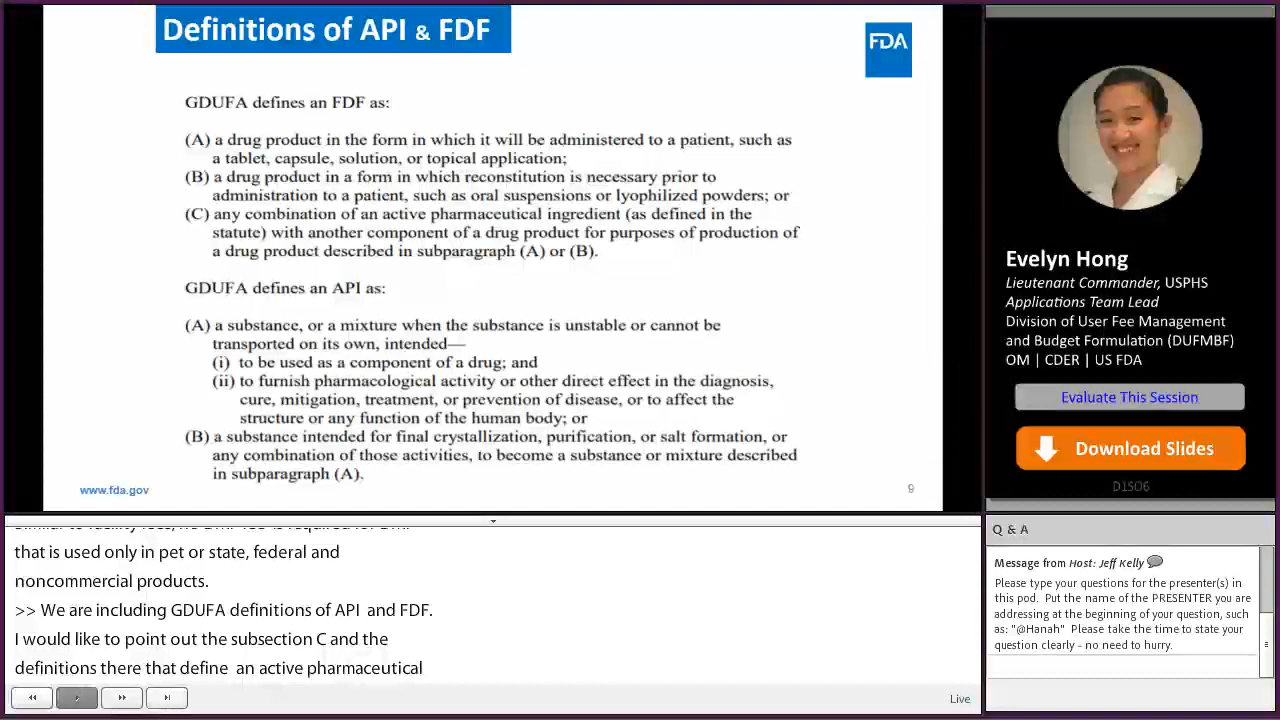 Definitions of API & FDF
FDA
GDUFA defines an FDF as:
(A) a drug product in the form in which it will be administered to a patient, such as
a tablet, capsule, solution, or topical application;
(B) a drug product in a form in which reconstitution is necessary prior to
administration to a patient, such as oral suspensions or lyophilized powders; or
(C) any combination of an active pharmaceutical ingredient (as defined in the
statute) with another component of a drug product for purposes of production of
a drug product described in subparagraph (A) or (B).
GDUFA defines an API as:
(A) a substance, or a mixture when the substance is unstable or cannot be
transported on its own, intended—
(i) to be used as a component of a drug; and
(ii) to furnish pharmacological activity or other direct effect in the diagnosis,
cure, mitigation, treatment, or prevention of disease, or to affect the
structure or any function of the human body; or
(B) a substance intended for final crystallization, purification, or salt formation, or
any combination of those activities, to become a substance or mixture described
in subparagraph (A).
www.fda.gov
9
Evelyn Hong
Lieutenant Commander, USPHS
Applications Team Lead
Division of User Fee Management
and Budget Formulation (DUFMBF)
OM | CDER | US FDA
Evaluate This Session
Download Slides
D1S06
that is used only in pet or state, federal and
noncommercial products.
>> We are including GDUFA definitions of API and FDF.
I would like to point out the subsection C and the
definitions there that define an active pharmaceutical
Live
Q & A
Message from Host: Jeff Kelly
Please type your questions for the presenter(s) in
this pod. Put the name of the PRESENTER you are
addressing at the beginning of your question, such
as: "@Hanah" Please take the time to state your
question clearly - no need to hurry.